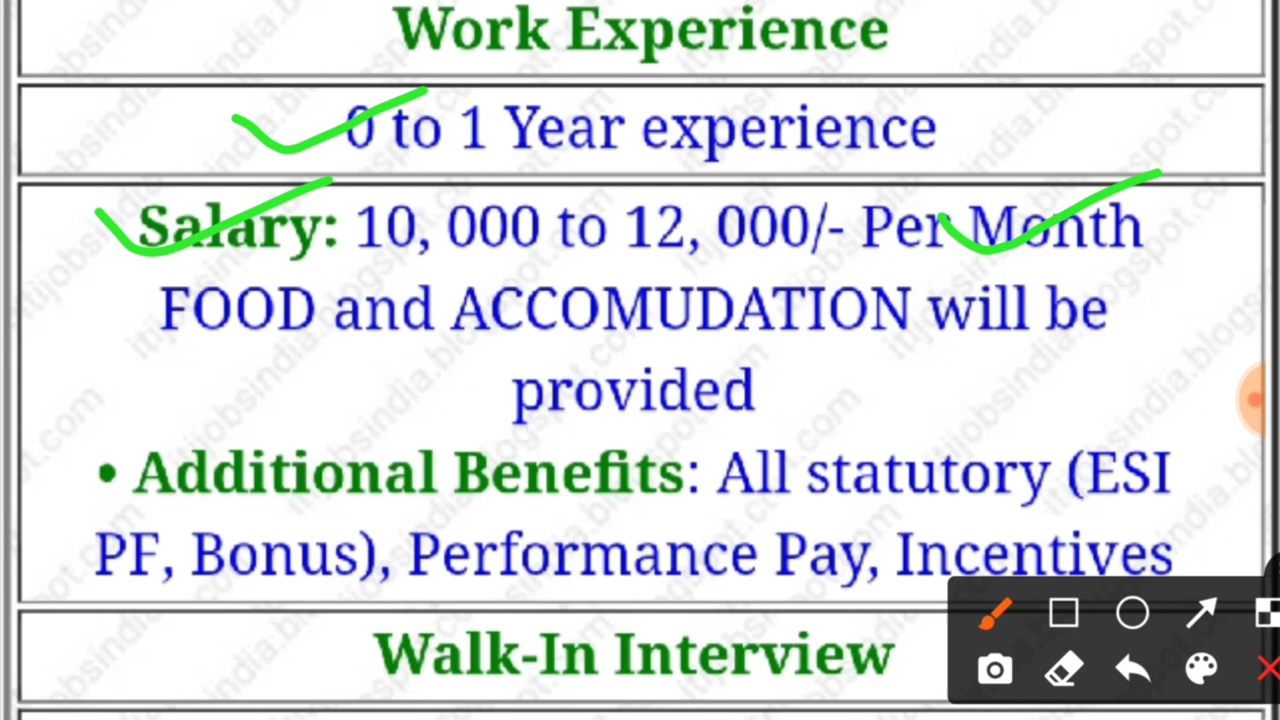 Work Experience
0 to 1 Year experience
Salary: 10, 000 to 12, 000/- Per Month
FOOD and ACCOMUDATION will be
provided
• Additional Benefits: All statutory (ESI
PF, Bonus), Performance Pay, Incentives
Walk-In Interview